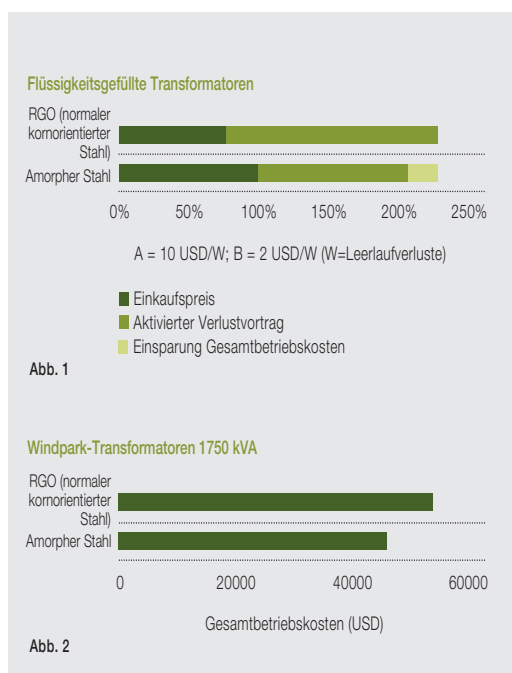 Flüssigkeitsgefüllte Transformatoren
RGO (normaler
kornorientierter
Stahl)
Amorpher Stahl
0% 50% 100% 150% 200% 250%
A = 10 USD/W; B = 2 USD/W (W=Leerlaufverluste)
Einkaufspreis
Aktivierter Verlustvortrag
Einsparung Gesamtbetriebskosten
Abb. 1
Windpark-Transformatoren 1750 kVA
RGO (normaler
kornorientierter
Stahl)
Amorpher Stahl
0 20000 40000 60000
Gesamtbetriebskosten (USD)
Abb. 2